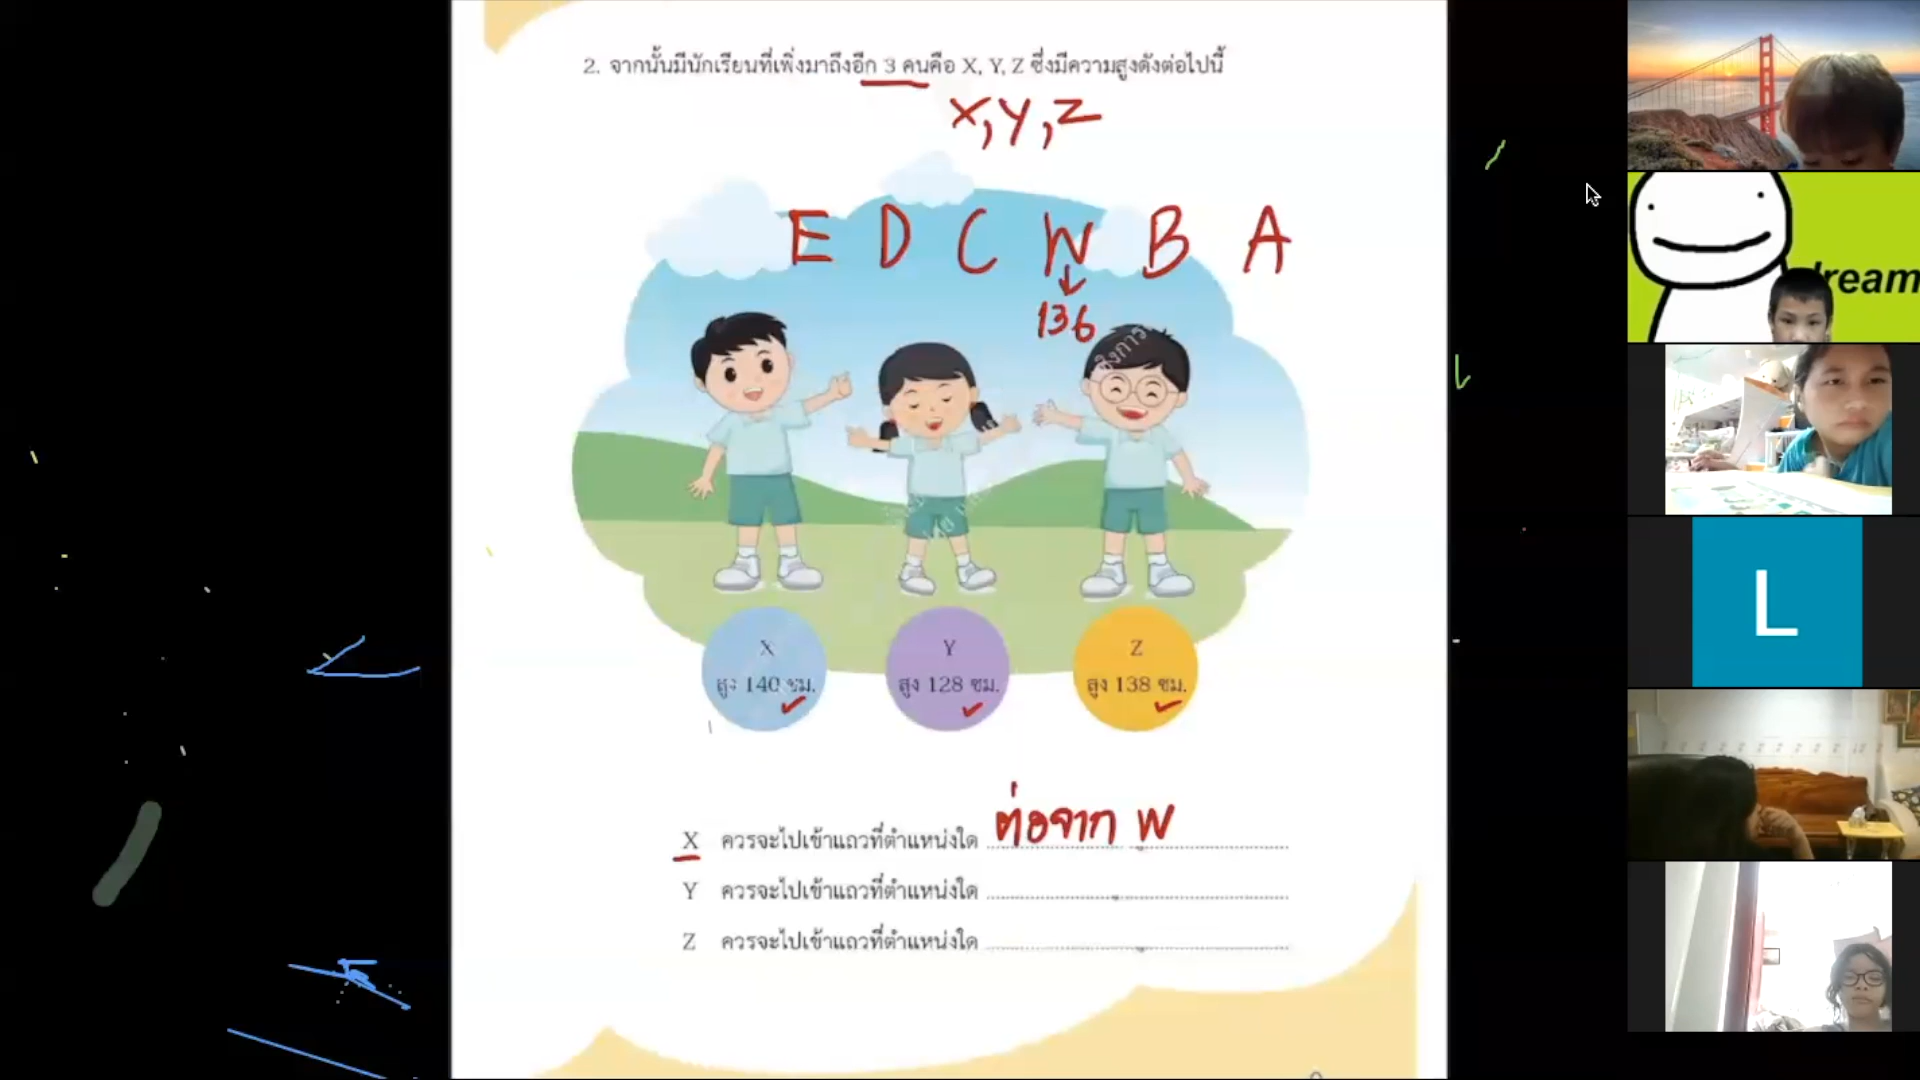 2. จากนั้นมีนักเรียนที่เพิ่งมาถึงอีก 3 คนคือ X, Y, Z ซึ่งมีความสูงดังต่อไปนี้
X, Y, Z
E D C W B A
136
X
สูง 140 ซม.
Y
สูง 128 ซม.
Z
สูง 138 ซม.
X ควรจะไปเข้าแถวที่ตำแหน่งใด ต่อจาก W
Y ควรจะไปเข้าแถวที่ตำแหน่งใด
Z ควรจะไปเข้าแถวที่ตำแหน่งใด
dream
L